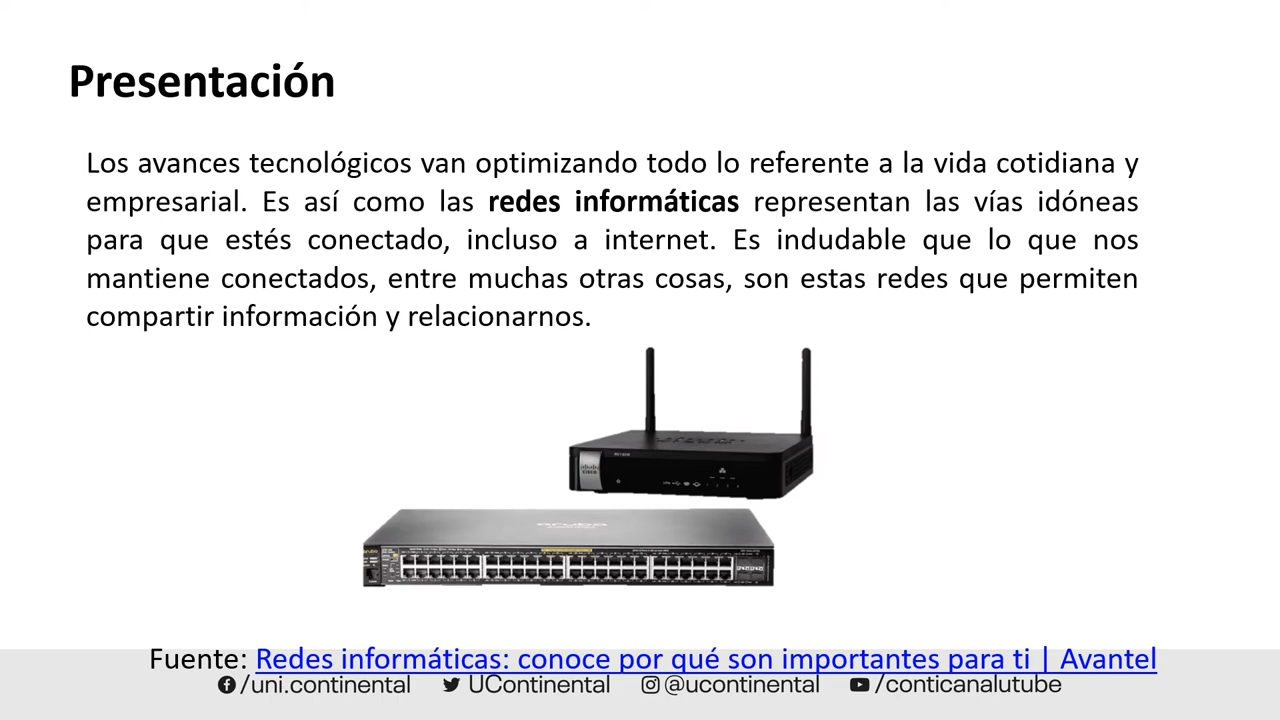 Presentación
Los avances tecnológicos van optimizando todo lo referente a la vida cotidiana y
empresarial. Es así como las redes informáticas representan las vías idóneas
para que estés conectado, incluso a internet. Es indudable que lo que nos
mantiene conectados, entre muchas otras cosas, son estas redes que permiten
compartir información y relacionarnos.
CISCO
aruba
Fuente: Redes informáticas: conoce por qué son importantes para ti | Avantel
/uni.continental UContinental @ucontinental /conticanalutube